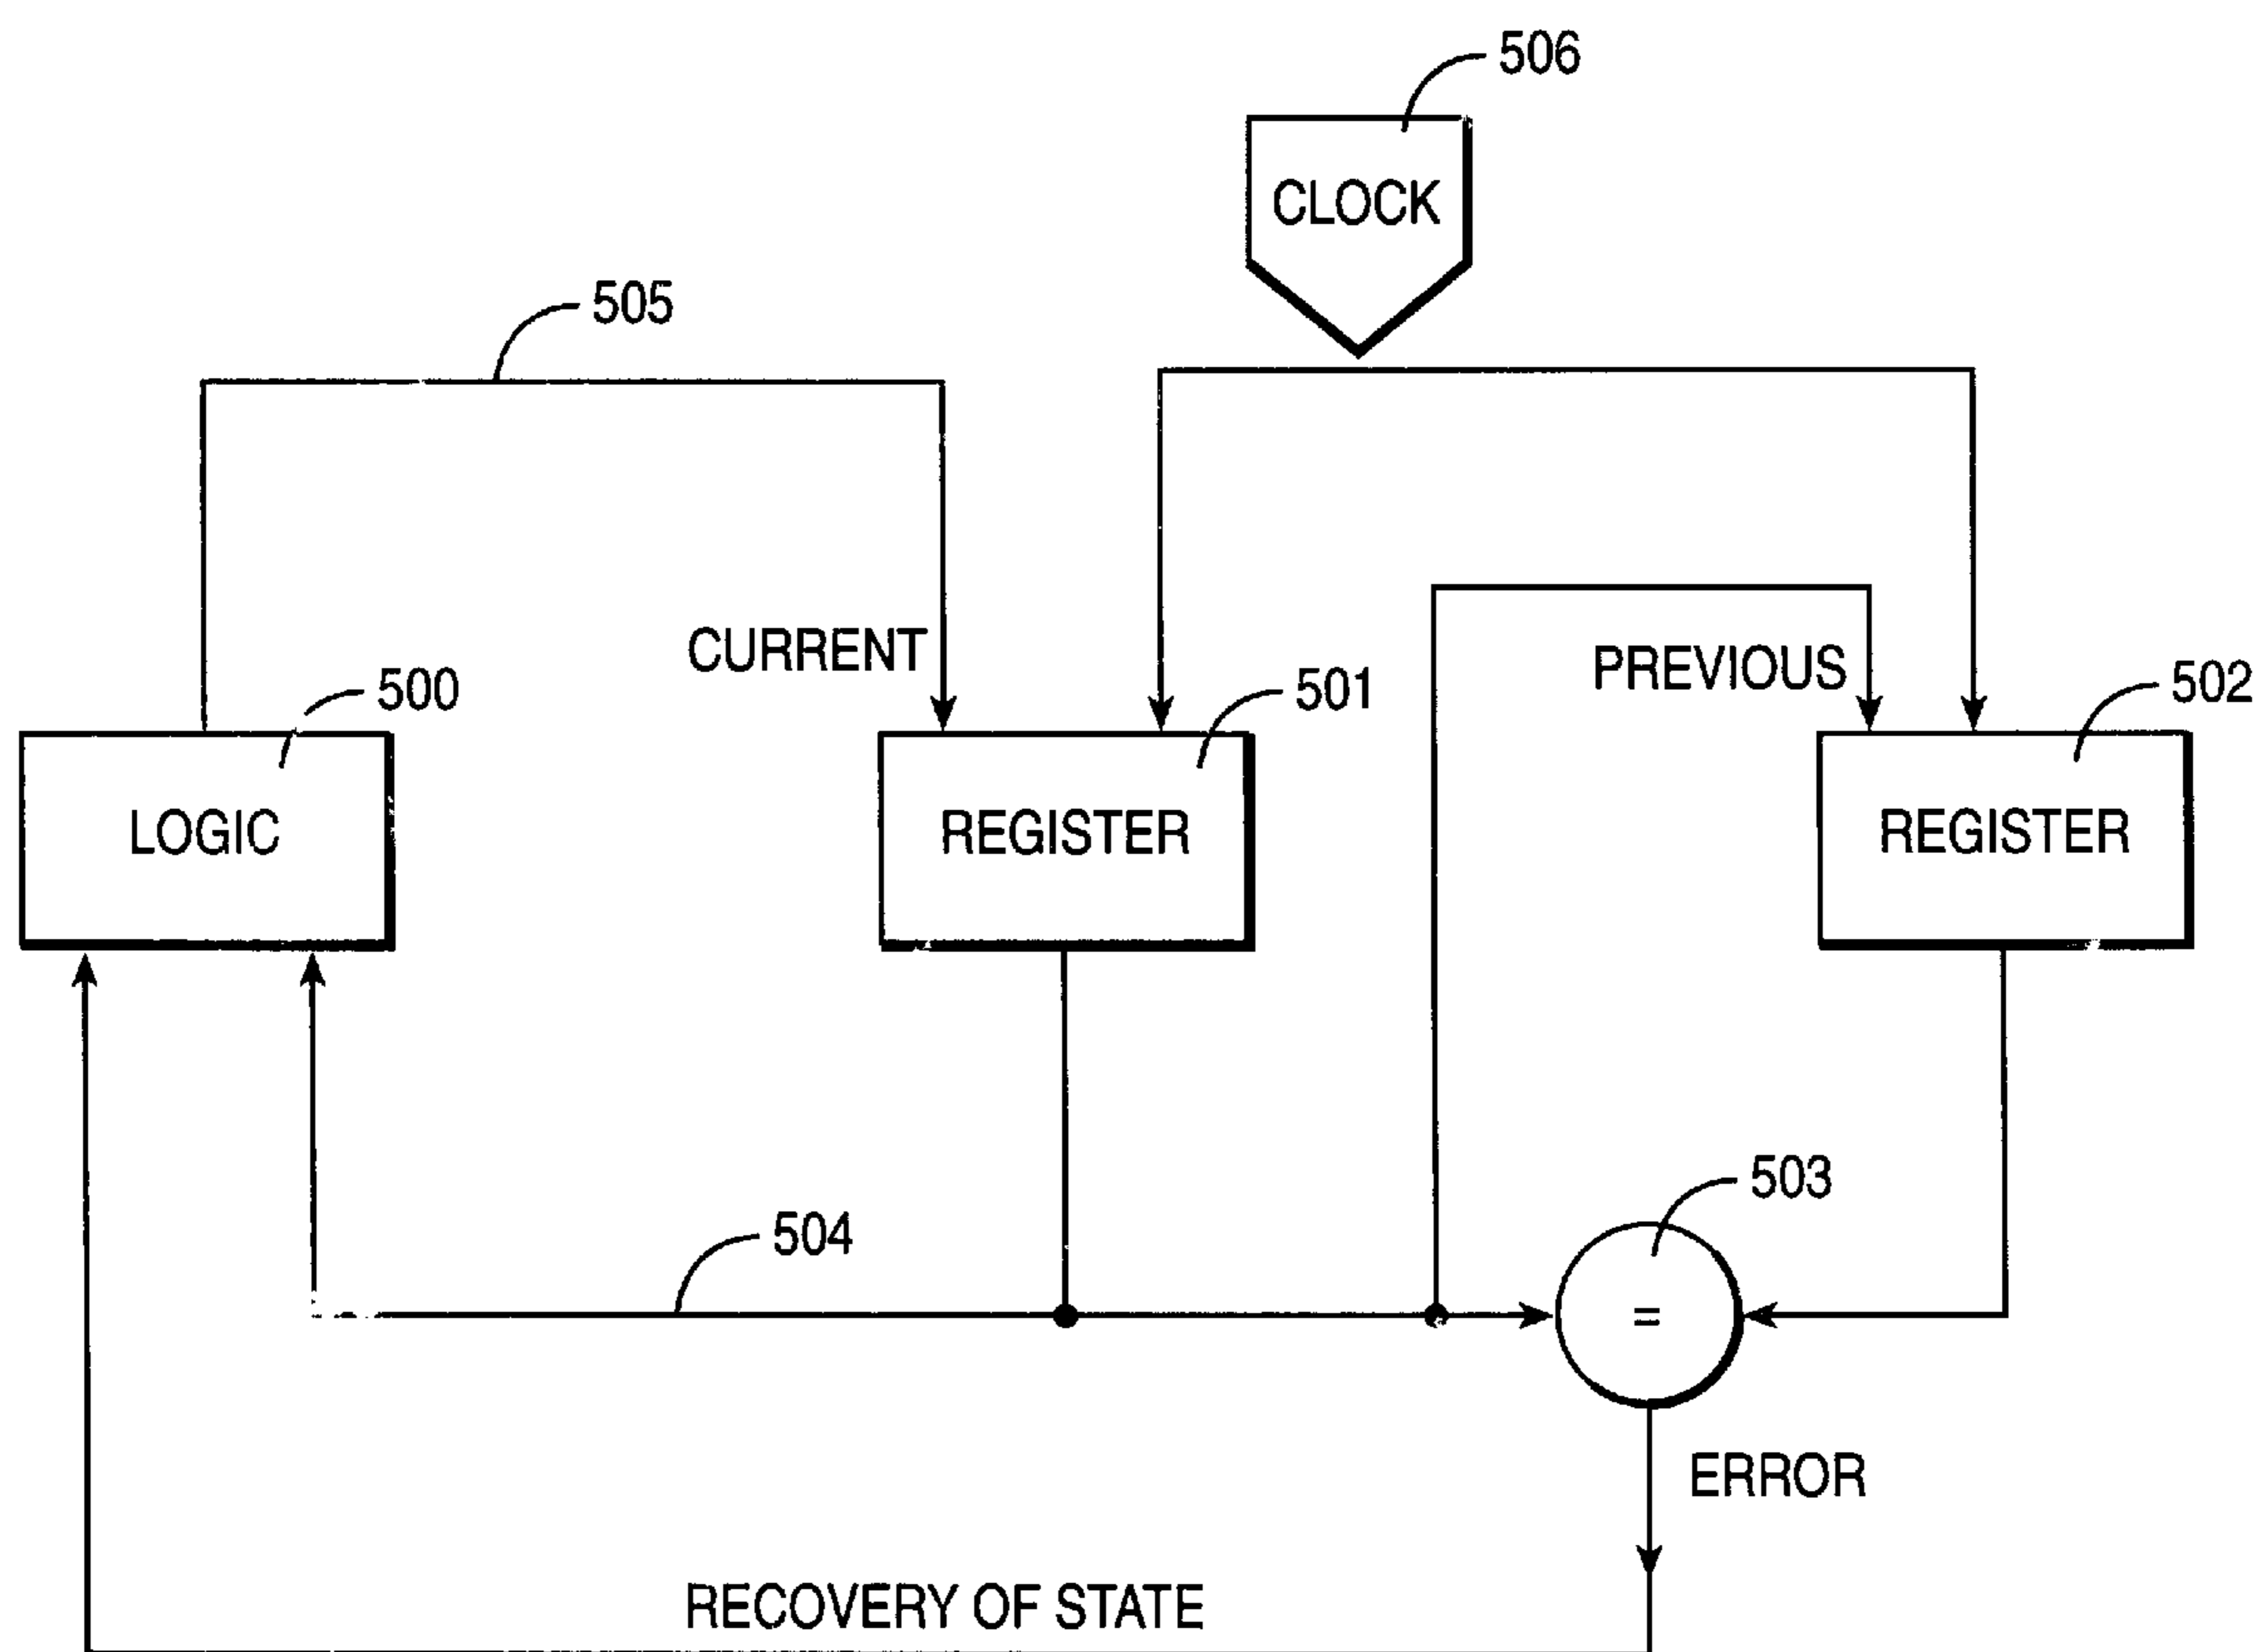 506
CLOCK
505
CURRENT
PREVIOUS
500
501
502
LOGIC
REGISTER
REGISTER
503
504
=
ERROR
RECOVERY OF STATE